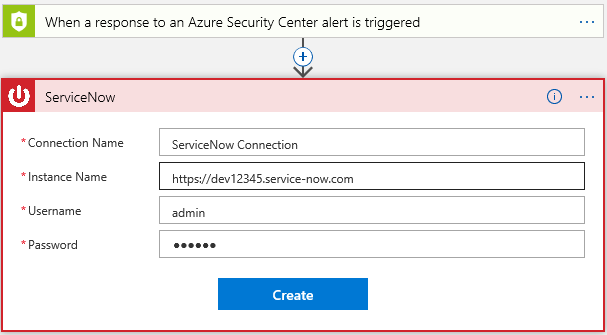 When a response to an Azure Security Center alert is triggered
ServiceNow
* Connection Name ServiceNow Connection
* Instance Name https://dev12345.service-now.com
* Username admin
* Password ●●●●●●
Create